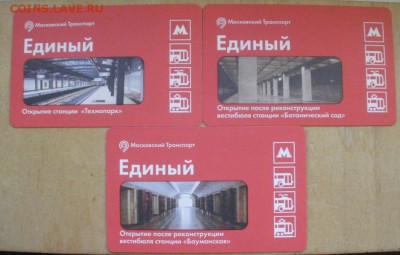 СОИНS.LAVE.RU
Московский Транспорт
Единый
М
Открытие станции «Технопарк»
Московский Транспорт
Единый
М
Открытие после реконструкции
вестибюля станции «Ботанический сад»
Московский Транспорт
Единый
М
Открытие после реконструкции
вестибюля станции «Бауманская»